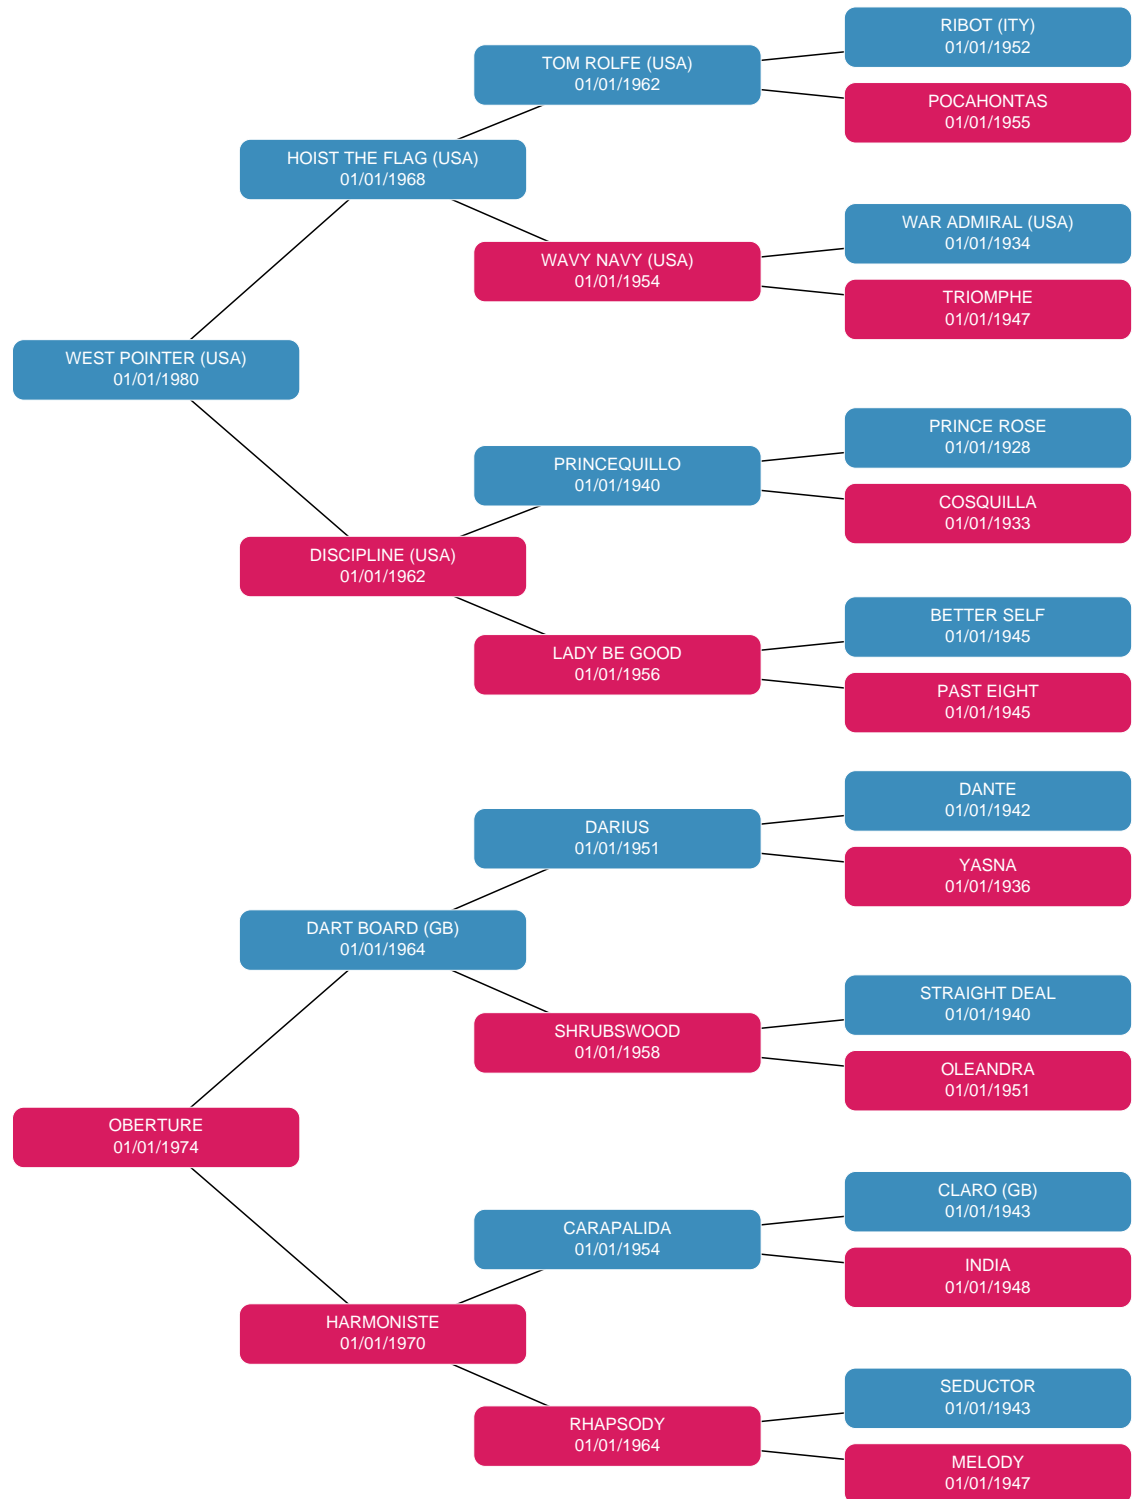 RIBOT (ITY)
01/01/1952
TOM ROLFE (USA)
01/01/1962
POCAHONTAS
01/01/1955
HOIST THE FLAG (USA)
01/01/1968
WAR ADMIRAL (USA)
01/01/1934
WAVY NAVY (USA)
01/01/1954
TRIOMPHE
01/01/1947
WEST POINTER (USA)
01/01/1980
PRINCE ROSE
01/01/1928
PRINCEQUILLO
01/01/1940
COSQUILLA
01/01/1933
DISCIPLINE (USA)
01/01/1962
BETTER SELF
01/01/1945
LADY BE GOOD
01/01/1956
PAST EIGHT
01/01/1945
DANTE
01/01/1942
DARIUS
01/01/1951
YASNA
01/01/1936
DART BOARD (GB)
01/01/1964
STRAIGHT DEAL
01/01/1940
SHRUBSWOOD
01/01/1958
OLEANDRA
01/01/1951
OBERTURE
01/01/1974
CLARO (GB)
01/01/1943
CARAPALIDA
01/01/1954
INDIA
01/01/1948
HARMONISTE
01/01/1970
SEDUCTOR
01/01/1943
RHAPSODY
01/01/1964
MELODY
01/01/1947